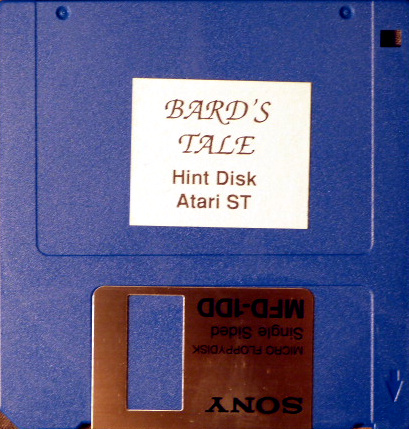 BARD'S
TALE
Hint Disk
Atari ST
MFD-1DD
Single Sided
MICRO FLOPPYDISK
SONY